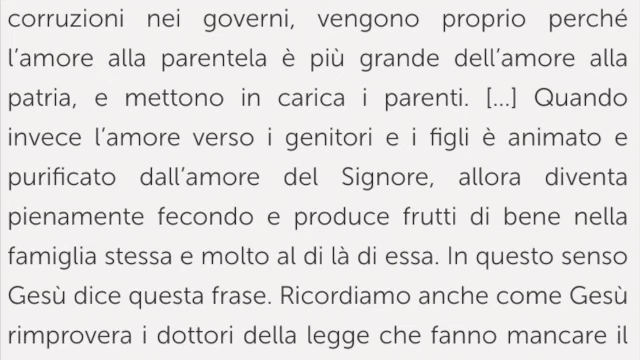 corruzioni nei governi, vengono proprio perché
l’amore alla parentela è più grande dell’amore alla
patria, e mettono in carica i parenti. [...] Quando
invece l’amore verso i genitori e i figli è animato e
purificato dall’amore del Signore, allora diventa
pienamente fecondo e produce frutti di bene nella
famiglia stessa e molto al di là di essa. In questo senso
Gesù dice questa frase. Ricordiamo anche come Gesù
rimprovera i dottori della legge che fanno mancare il